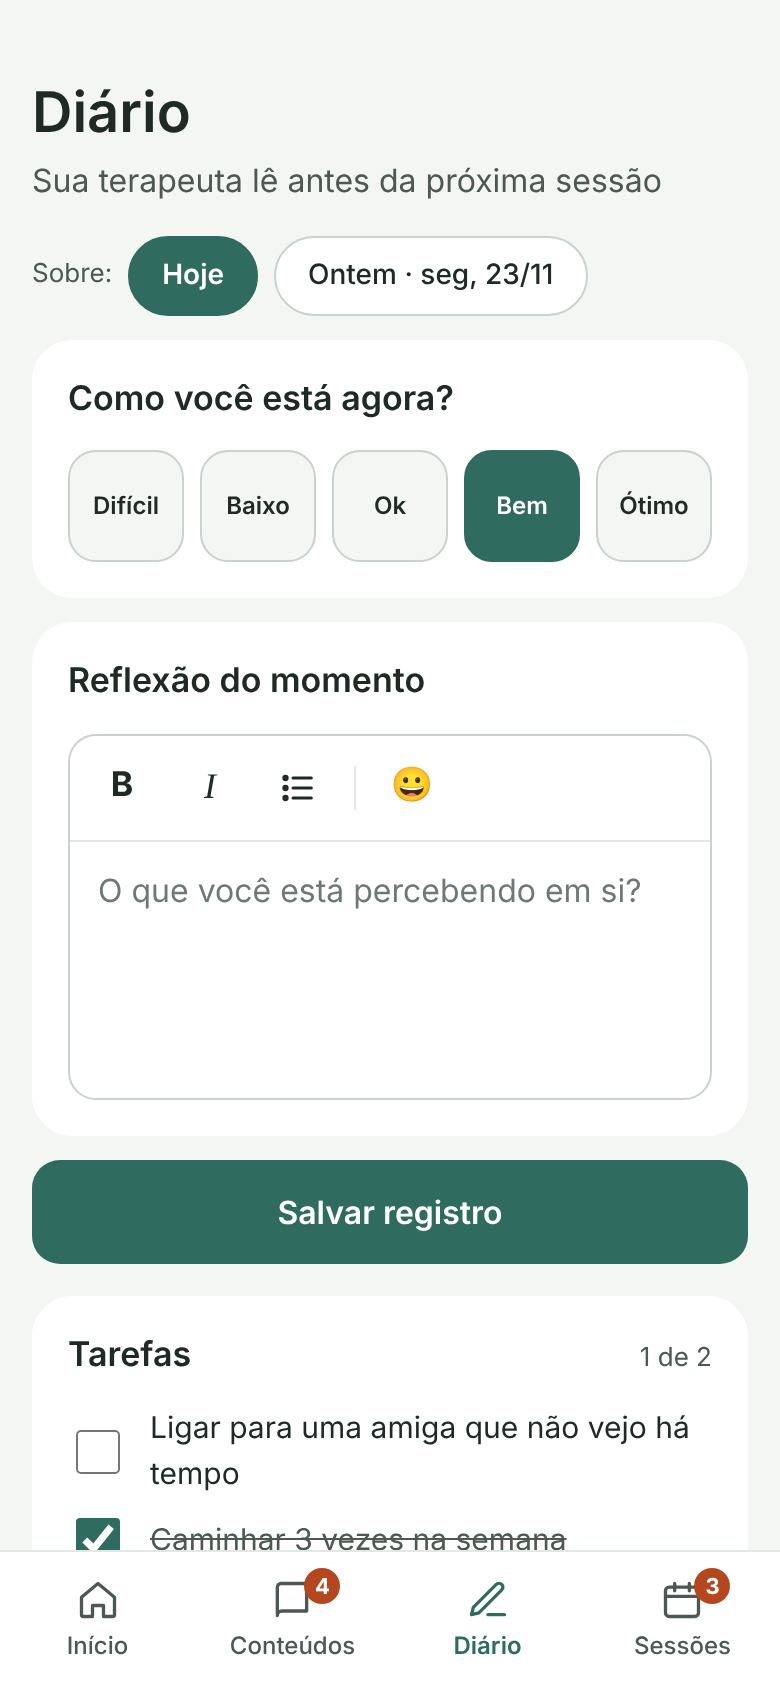 Diário
Sua terapeuta lê antes da próxima sessão
Sobre: Hoje Ontem · seg, 23/11
Como você está agora?
Difícil Baixo Ok Bem Ótimo
Reflexão do momento
B I
O que você está percebendo em si?
Salvar registro
Tarefas 1 de 2
Ligar para uma amiga que não vejo há
tempo
Caminhar 3 vezes na semana
4 3
Início Conteúdos Diário Sessões